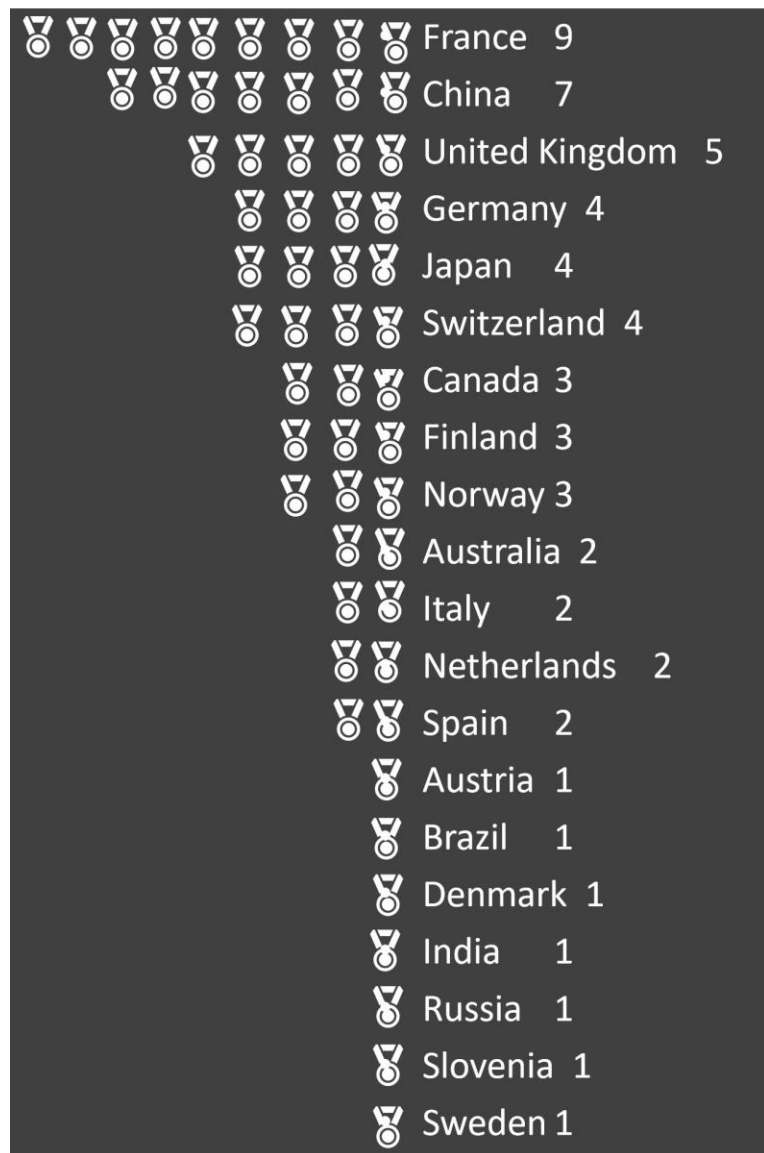 France 9
China 7
United Kingdom 5
Germany 4
Japan 4
Switzerland 4
Canada 3
Finland 3
Norway 3
Australia 2
Italy 2
Netherlands 2
Spain 2
Austria 1
Brazil 1
Denmark 1
India 1
Russia 1
Slovenia 1
Sweden 1